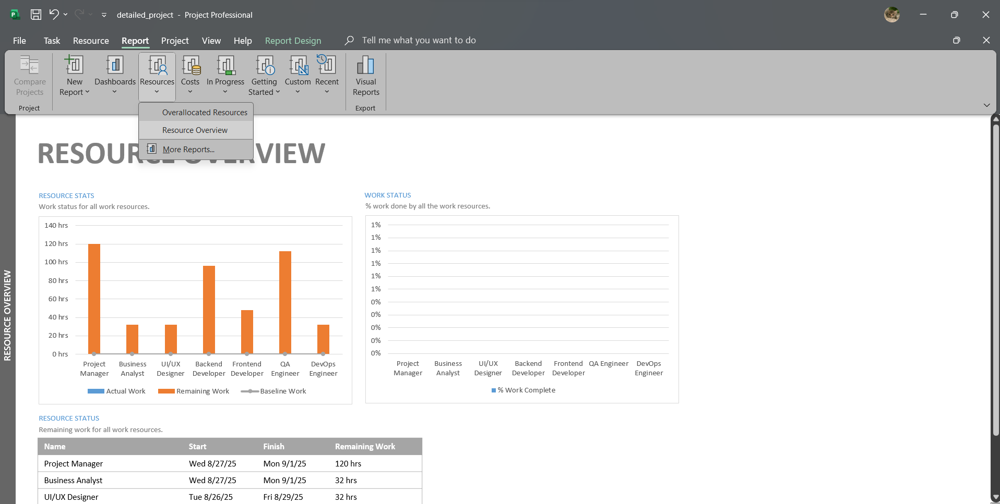 detailed_project - Project Professional
File Task Resource Report Project View Help Report Design Tell me what you want to do
Compare Projects
New Report
Dashboards
Resources
Costs
In Progress
Getting Started
Custom
Recent
Visual Reports
Project
Export
Overallocated Resources
Resource Overview
More Reports...
RESOURCE OVERVIEW
RESOURCE OVERVIEW
RESOURCE STATS
Work status for all work resources.
140 hrs
120 hrs
100 hrs
80 hrs
60 hrs
40 hrs
20 hrs
0 hrs
Project Manager
Business Analyst
UI/UX Designer
Backend Developer
Frontend Developer
QA Engineer
DevOps Engineer
Actual Work Remaining Work Baseline Work
WORK STATUS
% work done by all the work resources.
1%
1%
1%
1%
1%
1%
0%
0%
0%
0%
0%
Project Manager
Business Analyst
UI/UX Designer
Backend Developer
Frontend Developer
QA Engineer
DevOps Engineer
% Work Complete
RESOURCE STATUS
Remaining work for all work resources.
Name Start Finish Remaining Work
Project Manager Wed 8/27/25 Mon 9/1/25 120 hrs
Business Analyst Wed 8/27/25 Mon 9/1/25 32 hrs
UI/UX Designer Tue 8/26/25 Fri 8/29/25 32 hrs